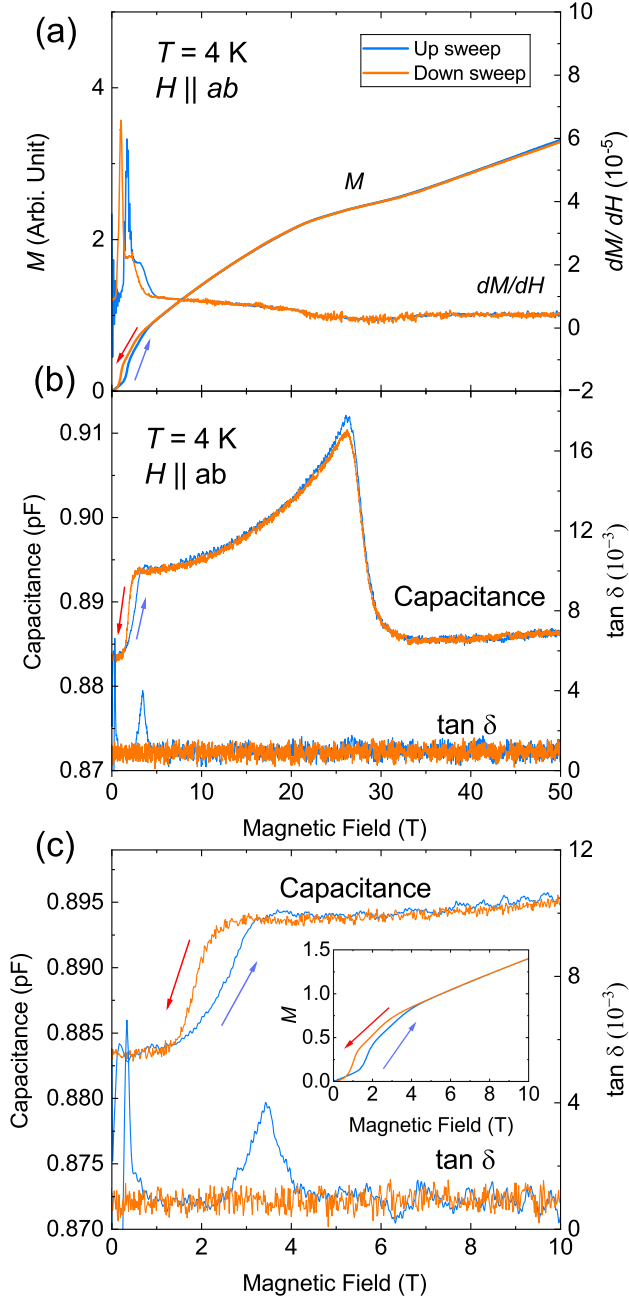 (a)
T = 4 K
H || ab
Up sweep
Down sweep
M (Arbi. Unit)
0
2
4
M
dM/dH
dM/ dH (10-5)
−2
0
2
4
6
8
10
(b)
T = 4 K
H || ab
Capacitance (pF)
0.91
0.90
0.89
0.88
0.87
Capacitance
tan δ
tan δ (10−3)
16
12
8
4
0
0
10
20
30
40
50
Magnetic Field (T)
(c)
Capacitance (pF)
0.895
0.890
0.885
0.880
0.875
0.870
Capacitance
M
1.5
1.0
0.5
0.0
0
2
4
6
8
10
Magnetic Field (T)
tan δ
tan δ (10−3)
12
8
4
0
0
2
4
6
8
10
Magnetic Field (T)